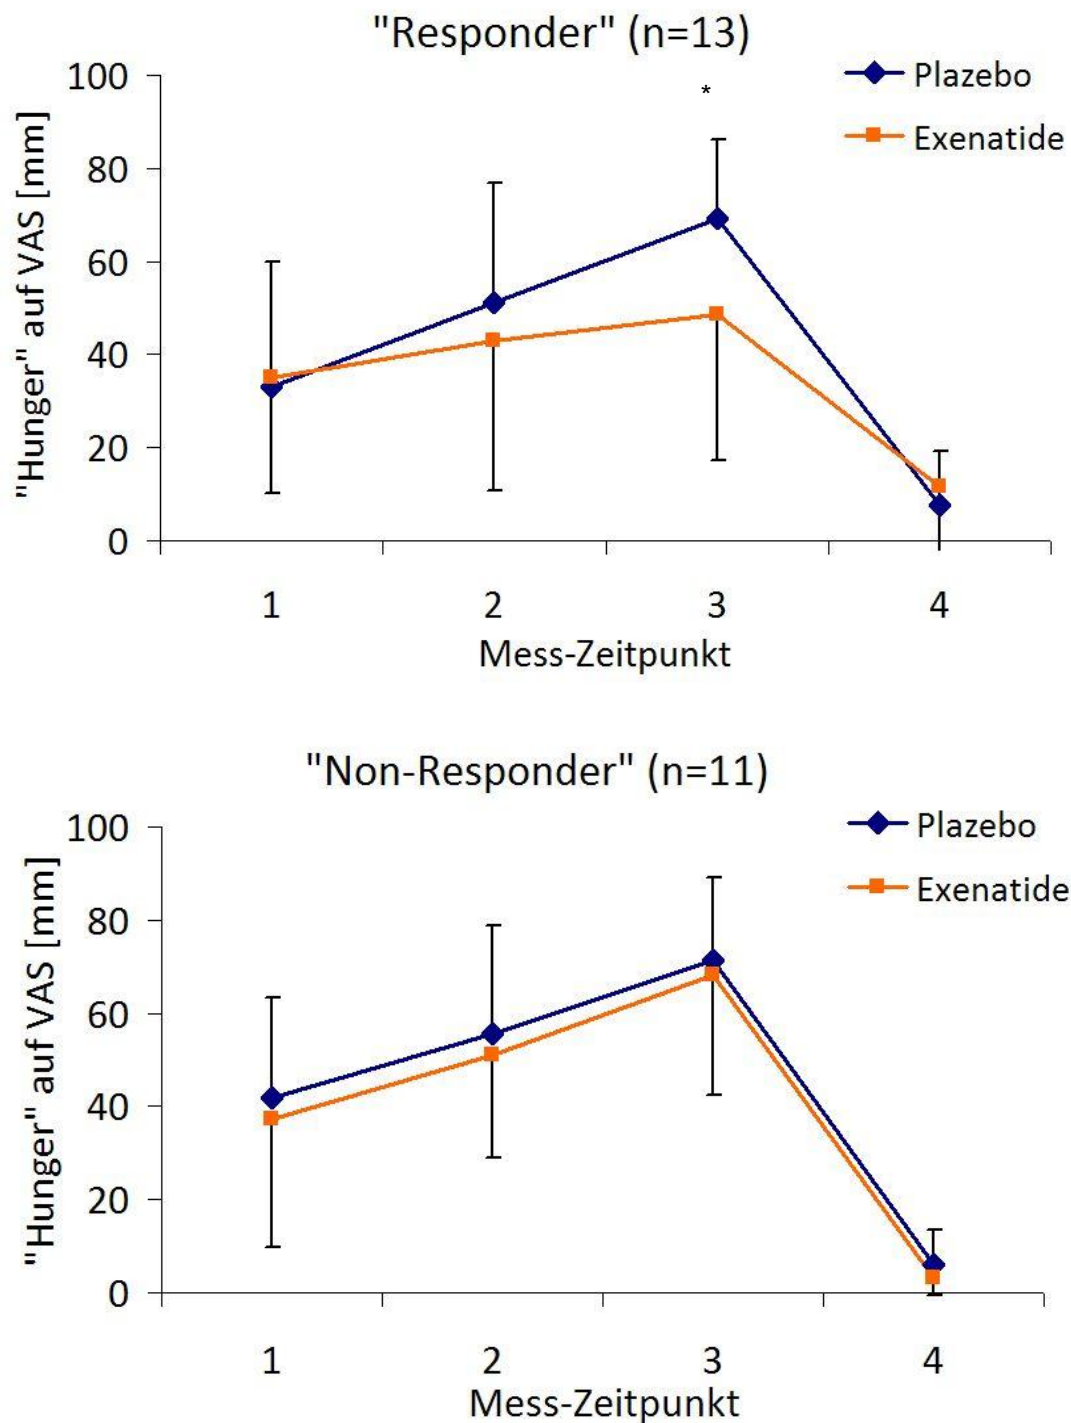 "Responder" (n=13)
Plazebo
Exenatide
*
"Hunger" auf VAS [mm]
100
80
60
40
20
0
1 2 3 4
Mess-Zeitpunkt
"Non-Responder" (n=11)
Plazebo
Exenatide
"Hunger" auf VAS [mm]
100
80
60
40
20
0
1 2 3 4
Mess-Zeitpunkt